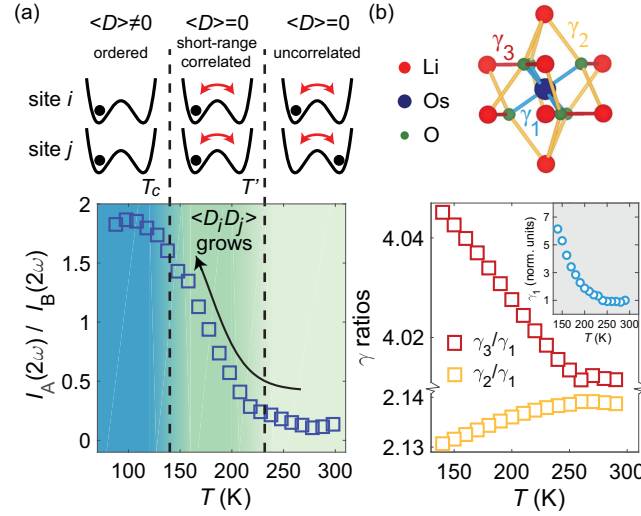 (a)
<D>≠0
<D>=0
<D>=0
ordered
short-range
correlated
uncorrelated
site i
site j
Tc
T'
<DiDj>
grows
IA(2ω) / IB(2ω)
2
1.5
1
0.5
0
100
150
200
250
300
T (K)
(b)
γ3
γ2
γ1
Li
Os
O
γ ratios
4.04
4.02
2.14
2.13
γ3/γ1
γ2/γ1
150
200
250
300
T (K)
γ1 (norm. units)
7
5
3
1
150 200 250 300
T (K)